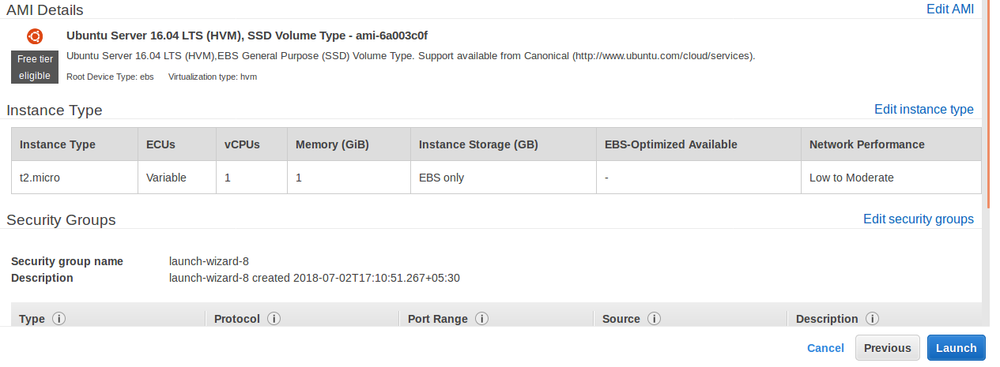 AMI Details Edit AMI
Ubuntu Server 16.04 LTS (HVM), SSD Volume Type - ami-6a003c0f
Free tier eligible
Ubuntu Server 16.04 LTS (HVM),EBS General Purpose (SSD) Volume Type. Support available from Canonical (http://www.ubuntu.com/cloud/services).
Root Device Type: ebs Virtualization type: hvm
Instance Type Edit instance type
Instance Type ECUs vCPUs Memory (GiB) Instance Storage (GB) EBS-Optimized Available Network Performance
t2.micro Variable 1 1 EBS only - Low to Moderate
Security Groups Edit security groups
Security group name launch-wizard-8
Description launch-wizard-8 created 2018-07-02T17:10:51.267+05:30
Type i Protocol i Port Range i Source i Description i
Cancel Previous Launch